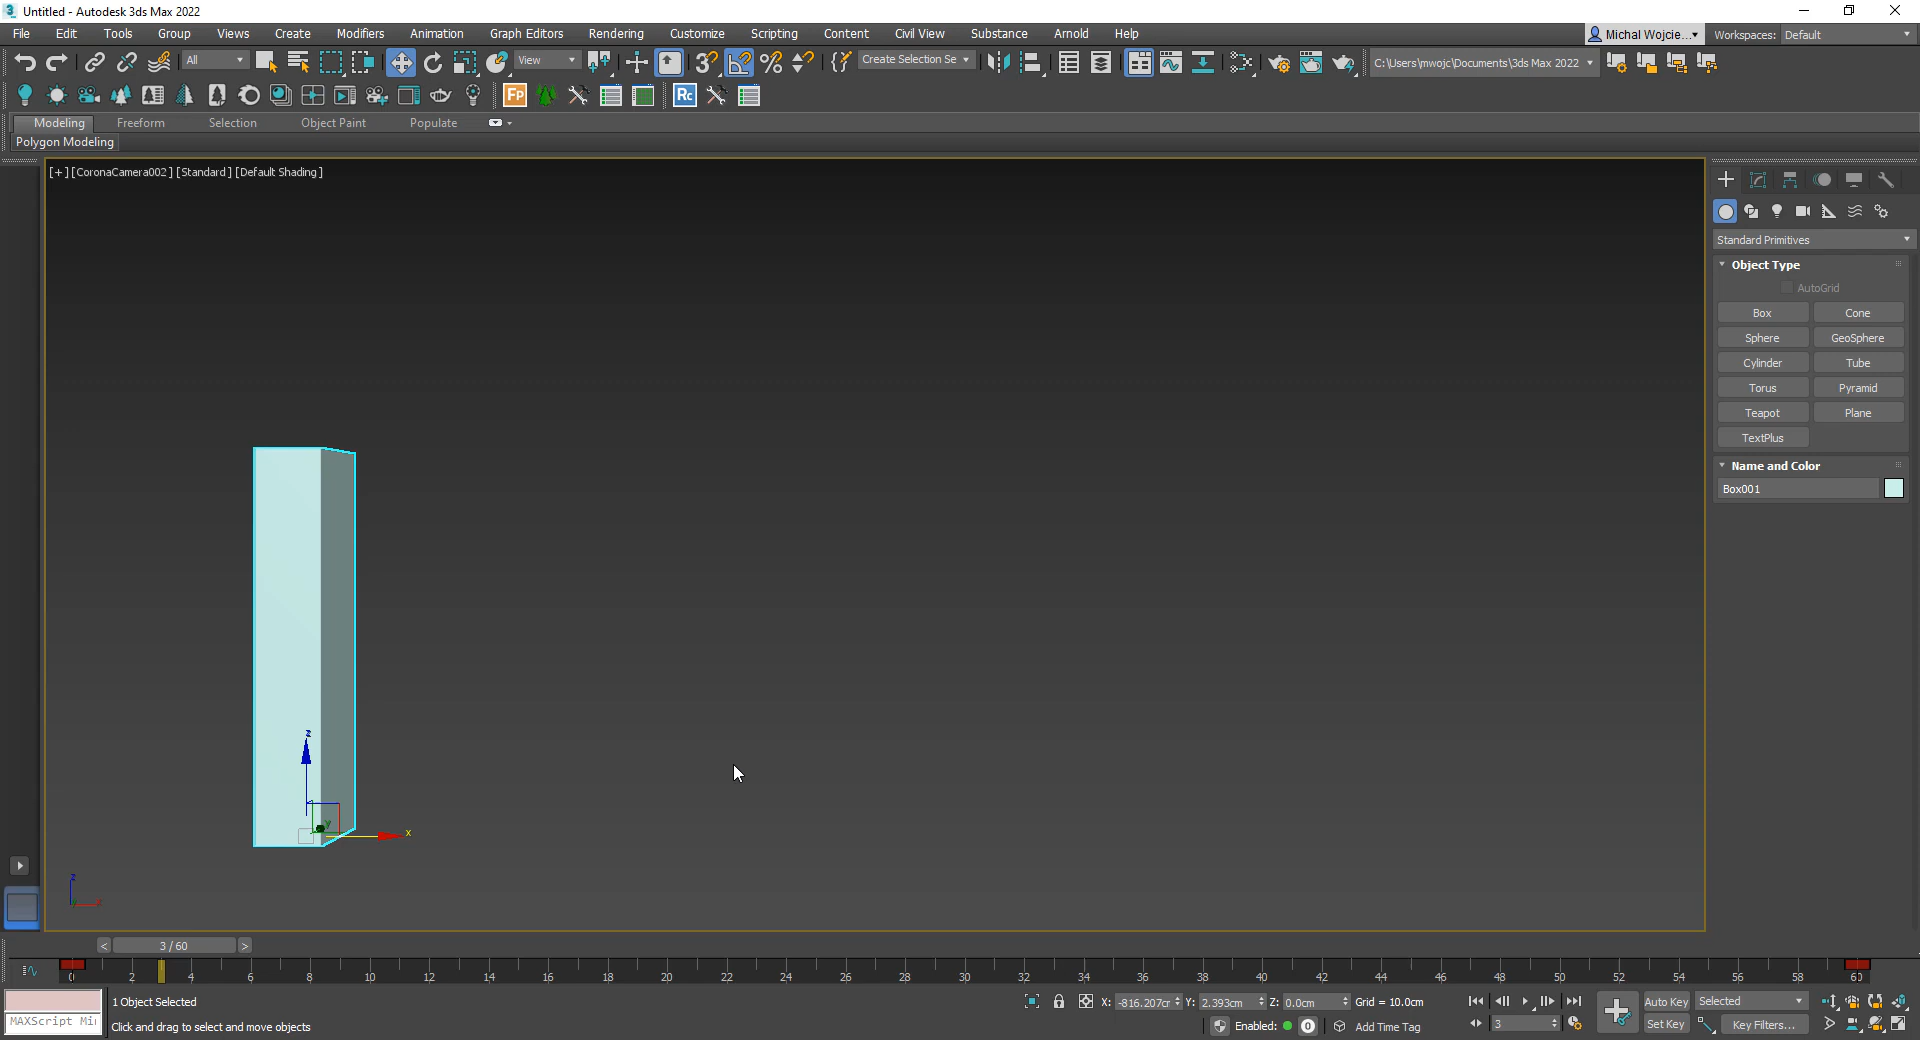 Untitled - Autodesk 3ds Max 2022
File Edit Tools Group Views Create Modifiers Animation Graph Editors Rendering Customize Scripting Content Civil View Substance Arnold Help Michal Wojcie... Workspaces: Default
All View Create Selection Se C:\Users\mwojc\Documents\3ds Max 2022
Fp Rc
Modeling Freeform Selection Object Paint Populate
Polygon Modeling
[+] [CoronaCamera002] [Standard] [Default Shading]
Standard Primitives
Object Type
AutoGrid
Box Cone
Sphere GeoSphere
Cylinder Tube
Torus Pyramid
Teapot Plane
TextPlus
Name and Color
Box001
z
y
x
z
x
< 3 / 60 >
0 2 4 6 8 10 12 14 16 18 20 22 24 26 28 30 32 34 36 38 40 42 44 46 48 50 52 54 56 58 60
1 Object Selected X: -816.207cm Y: 2.393cm Z: 0.0cm Grid = 10.0cm Auto Key Selected
MAXScript Mi
Click and drag to select and move objects Enabled: 0 Add Time Tag 3 Set Key Key Filters...